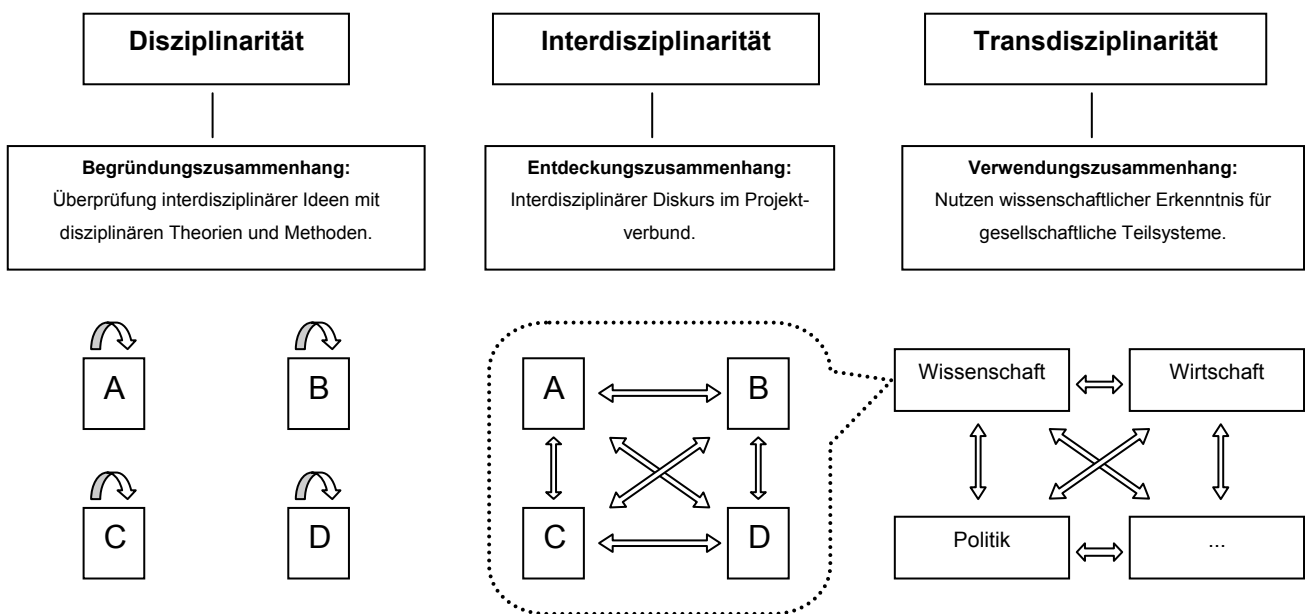 Disziplinarität
Interdisziplinarität
Transdisziplinarität
Begründungszusammenhang:
Überprüfung interdisziplinärer Ideen mit
disziplinären Theorien und Methoden.
Entdeckungszusammenhang:
Interdisziplinärer Diskurs im Projekt-
verbund.
Verwendungszusammenhang:
Nutzen wissenschaftlicher Erkenntnis für
gesellschaftliche Teilsysteme.
A
B
C
D
A
B
C
D
Wissenschaft
Wirtschaft
Politik
...